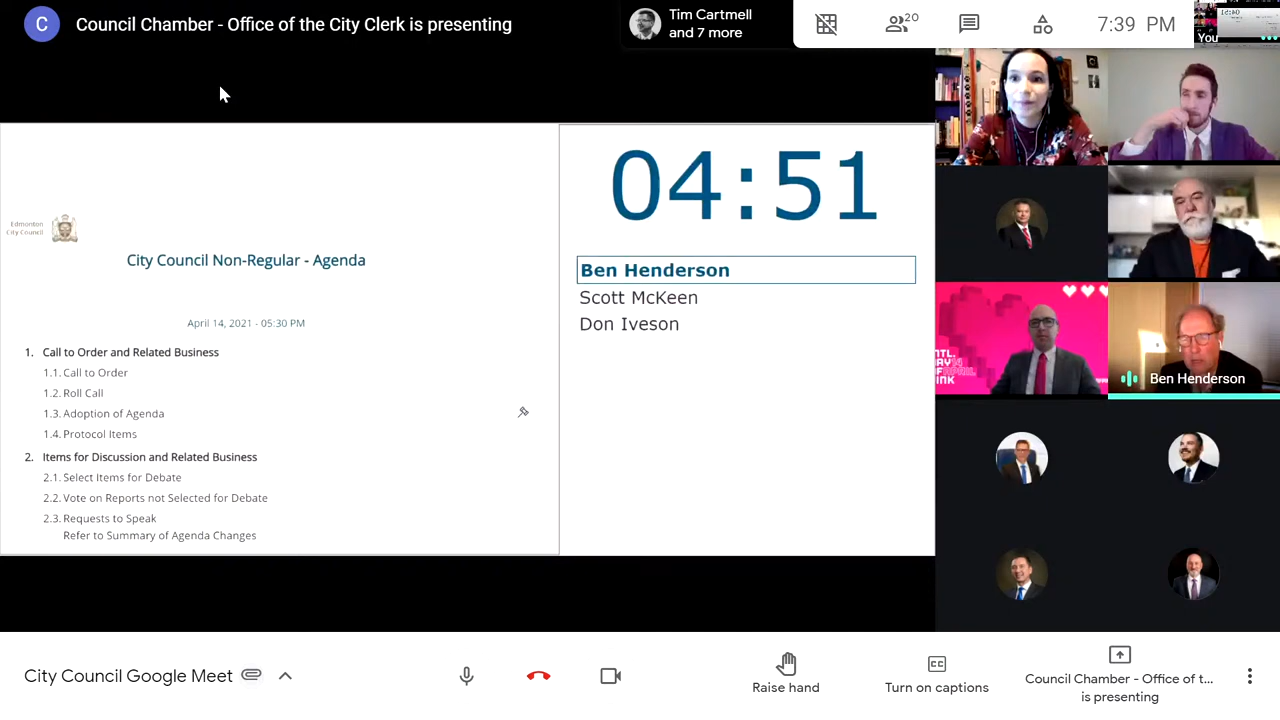 C
Council Chamber - Office of the City Clerk is presenting
Tim Cartmell
and 7 more
20
7:39 PM
You
04:51
Edmonton
City Council
City Council Non-Regular - Agenda
April 14, 2021 - 05:30 PM
1. Call to Order and Related Business
1.1. Call to Order
1.2. Roll Call
1.3. Adoption of Agenda
1.4. Protocol Items
2. Items for Discussion and Related Business
2.1. Select Items for Debate
2.2. Vote on Reports not Selected for Debate
2.3. Requests to Speak
Refer to Summary of Agenda Changes
Ben Henderson
Scott McKeen
Don Iveson
Ben Henderson
City Council Google Meet
Raise hand
Turn on captions
Council Chamber - Office of t...
is presenting